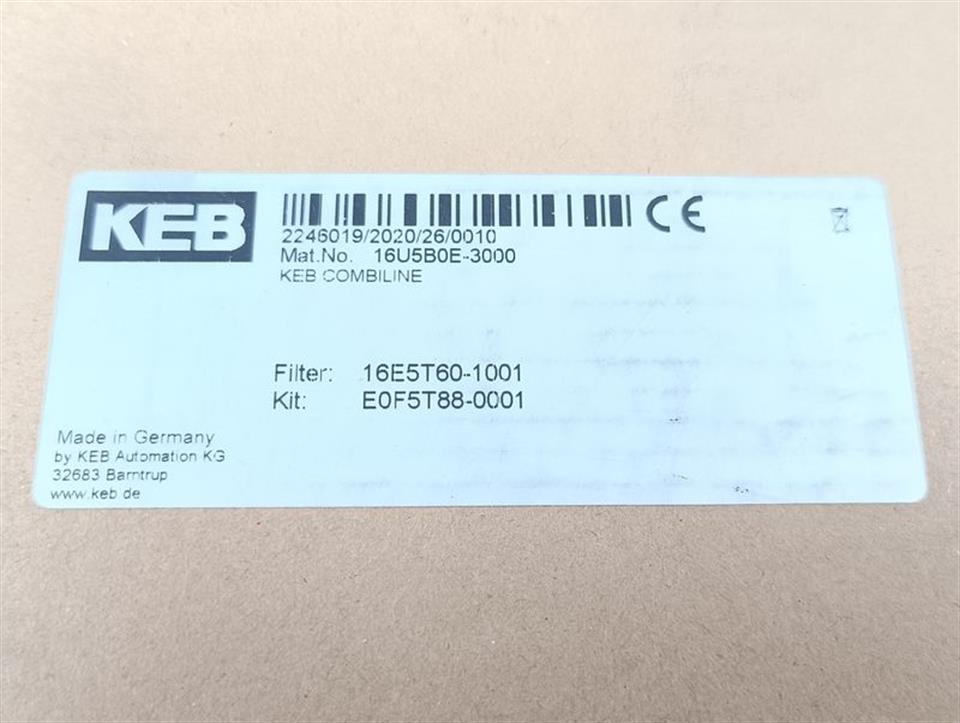 KEB
CE
2246019/2020/26/0010
Mat.No. 16U5B0E-3000
KEB COMBILINE
Filter: 16E5T60-1001
Kit: E0F5T88-0001
Made in Germany
by KEB Automation KG
32683 Barntrup
www.keb.de